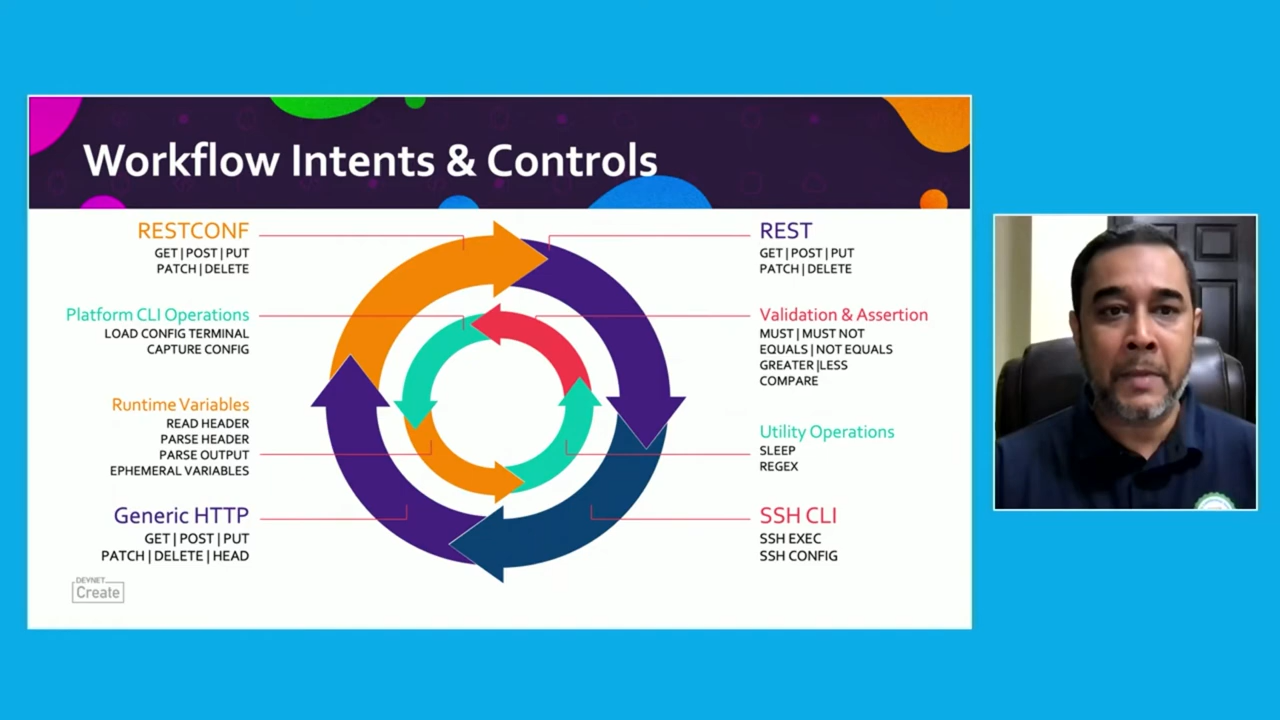 Workflow Intents & Controls
RESTCONF
GET | POST | PUT
PATCH | DELETE
Platform CLI Operations
LOAD CONFIG TERMINAL
CAPTURE CONFIG
Runtime Variables
READ HEADER
PARSE HEADER
PARSE OUTPUT
EPHEMERAL VARIABLES
Generic HTTP
GET | POST | PUT
PATCH | DELETE | HEAD
REST
GET | POST | PUT
PATCH | DELETE
Validation & Assertion
MUST | MUST NOT
EQUALS | NOT EQUALS
GREATER |LESS
COMPARE
Utility Operations
SLEEP
REGEX
SSH CLI
SSH EXEC
SSH CONFIG
DEVNET
Create